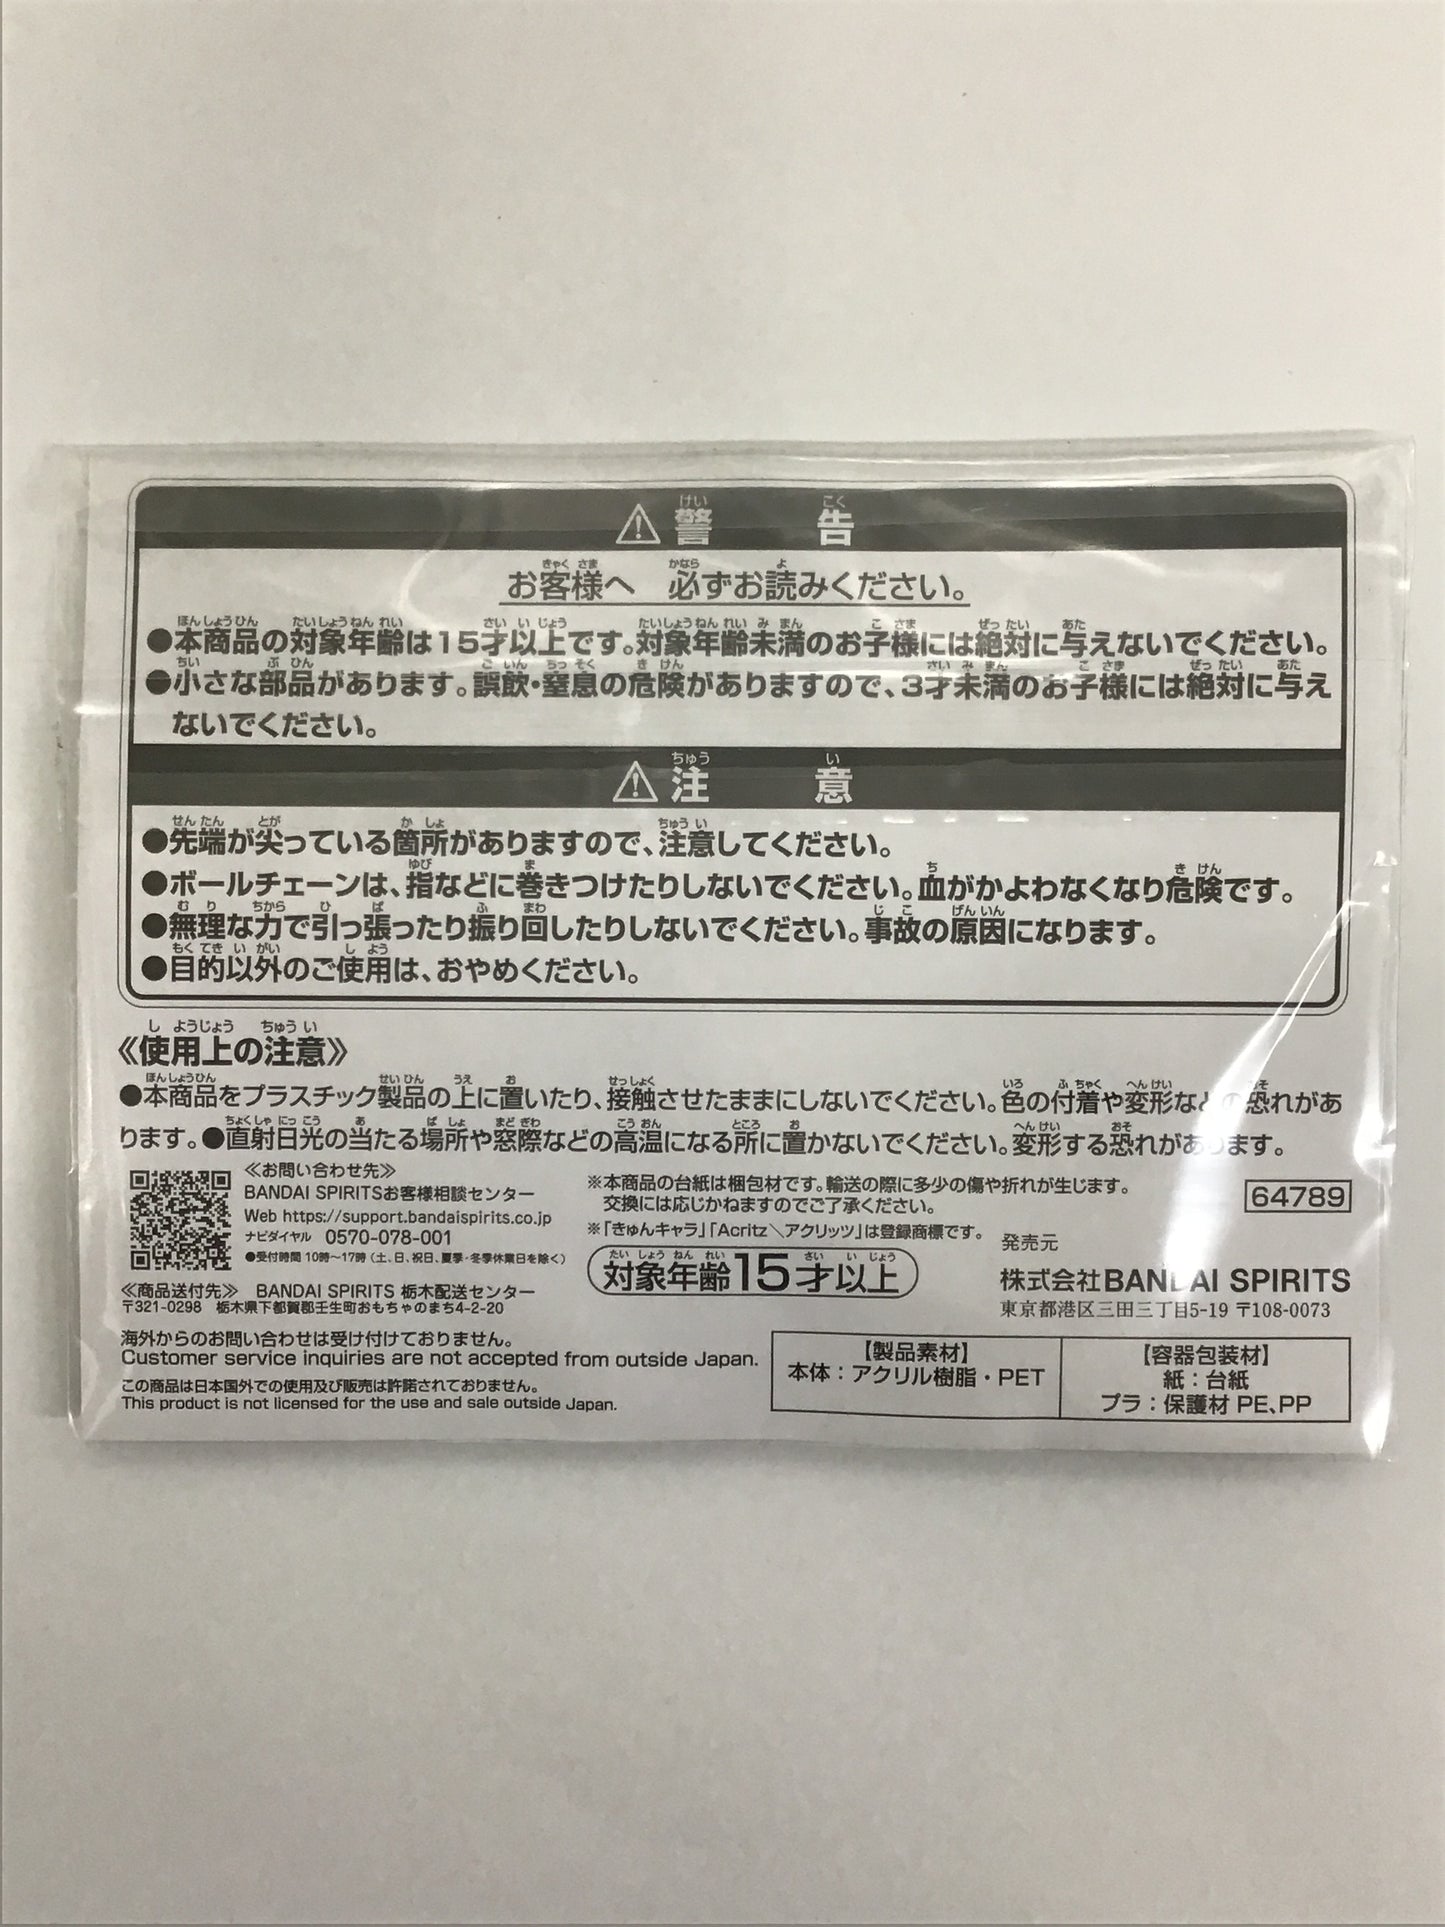 ⚠警告
お客様へ 必ずお読みください。
●本商品の対象年齢は15才以上です。対象年齢未満のお子様には絶対に与えないでください。
●小さな部品があります。誤飲・窒息の危険がありますので、3才未満のお子様には絶対に与え
ないでください。
⚠注意
●先端が尖っている箇所がありますので、注意してください。
●ボールチェーンは、指などに巻きつけたりしないでください。血がかよわなくなり危険です。
●無理な力で引っ張ったり振り回したりしないでください。事故の原因になります。
●目的以外のご使用は、おやめください。
《使用上の注意》
●本商品をプラスチック製品の上に置いたり、接触させたままにしないでください。色の付着や変形などの恐れがあ
ります。●直射日光の当たる場所や窓際などの高温になる所に置かないでください。変形する恐れがあります。
≪お問い合わせ先≫
BANDAI SPIRITSお客様相談センター
Web https://support.bandaispirits.co.jp
ナビダイヤル 0570-078-001
●受付時間 10時〜17時（土、日、祝日、夏季・冬季休業日を除く）
≪商品送付先≫ BANDAI SPIRITS 栃木配送センター
〒321-0298 栃木県下都賀郡壬生町おもちゃのまち4-2-20
※本商品の台紙は梱包材です。輸送の際に多少の傷や折れが生じます。
交換には応じかねますのでご了承ください。
※「きゅんキャラ」「Acritz＼アクリッツ」は登録商標です。
対象年齢15才以上
64789
発売元
株式会社BANDAI SPIRITS
東京都港区三田三丁目5-19 〒108-0073
海外からのお問い合わせは受け付けておりません。
Customer service inquiries are not accepted from outside Japan.
この商品は日本国外での使用及び販売は許諾されておりません。
This product is not licensed for the use and sale outside Japan.
【製品素材】
本体：アクリル樹脂・PET
【容器包装材】
紙：台紙
プラ：保護材 PE、PP